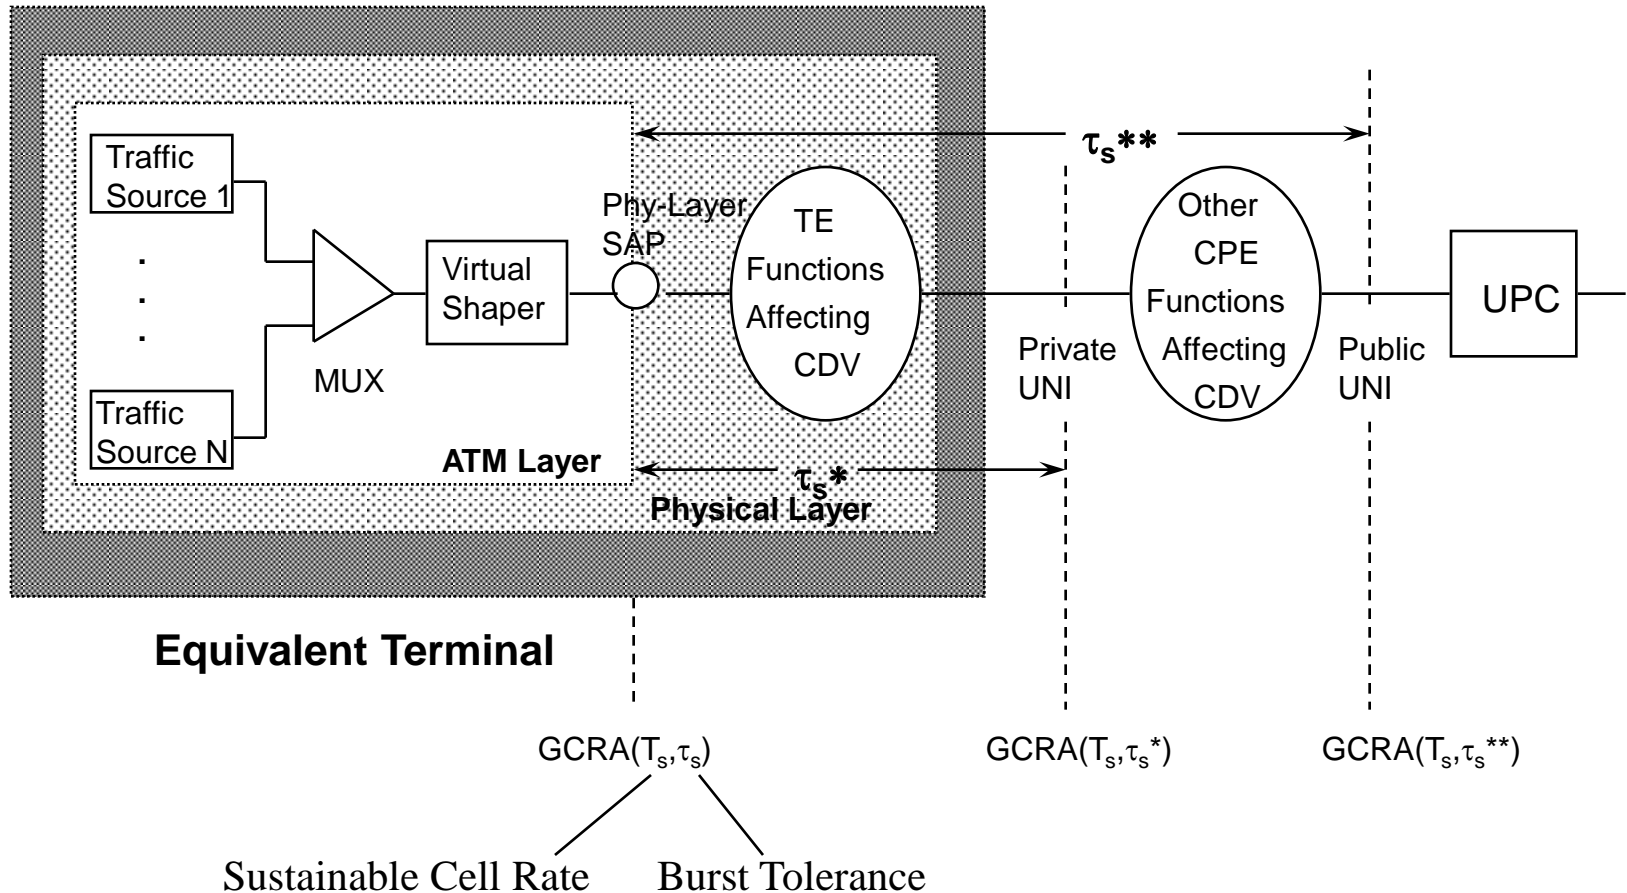 Traffic
Source 1
.
.
.
Traffic
Source N
MUX
Virtual
Shaper
ATM Layer
Phy-Layer
SAP
TE
Functions
Affecting
CDV
τs*
Physical Layer
τs**
Private
UNI
Other
CPE
Functions
Affecting
CDV
Public
UNI
UPC
Equivalent Terminal
GCRA(Ts,τs)
GCRA(Ts,τs*)
GCRA(Ts,τs**)
Sustainable Cell Rate
Burst Tolerance